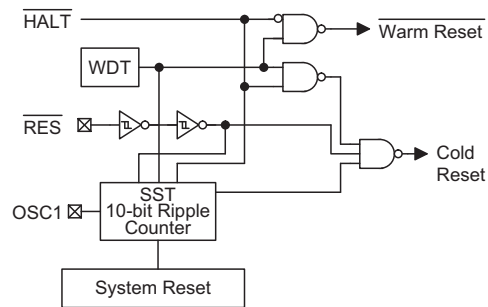 HALT
Warm Reset
WDT
RES
Cold
Reset
SST
10-bit Ripple
Counter
OSC1
System Reset